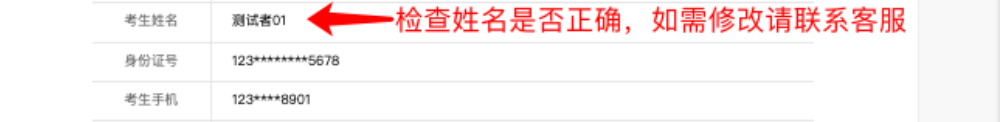 考生姓名 测试者01 检查姓名是否正确，如需修改请联系客服
身份证号 123********5678
考生手机 123****8901